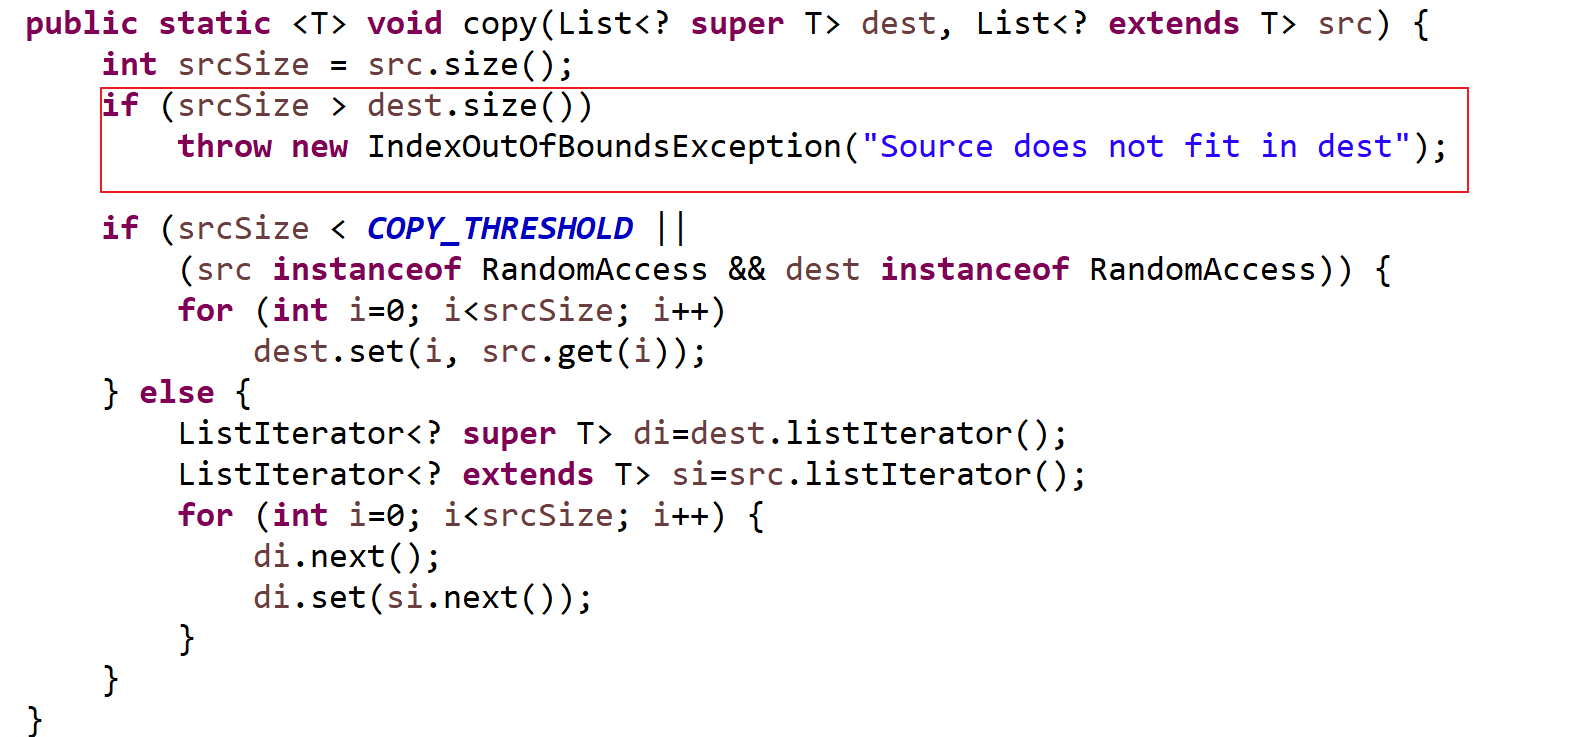 public static <T> void copy(List<? super T> dest, List<? extends T> src) {
    int srcSize = src.size();
    if (srcSize > dest.size())
        throw new IndexOutOfBoundsException("Source does not fit in dest");

    if (srcSize < COPY_THRESHOLD ||
        (src instanceof RandomAccess && dest instanceof RandomAccess)) {
        for (int i=0; i<srcSize; i++)
            dest.set(i, src.get(i));
    } else {
        ListIterator<? super T> di=dest.listIterator();
        ListIterator<? extends T> si=src.listIterator();
        for (int i=0; i<srcSize; i++) {
            di.next();
            di.set(si.next());
        }
    }
}